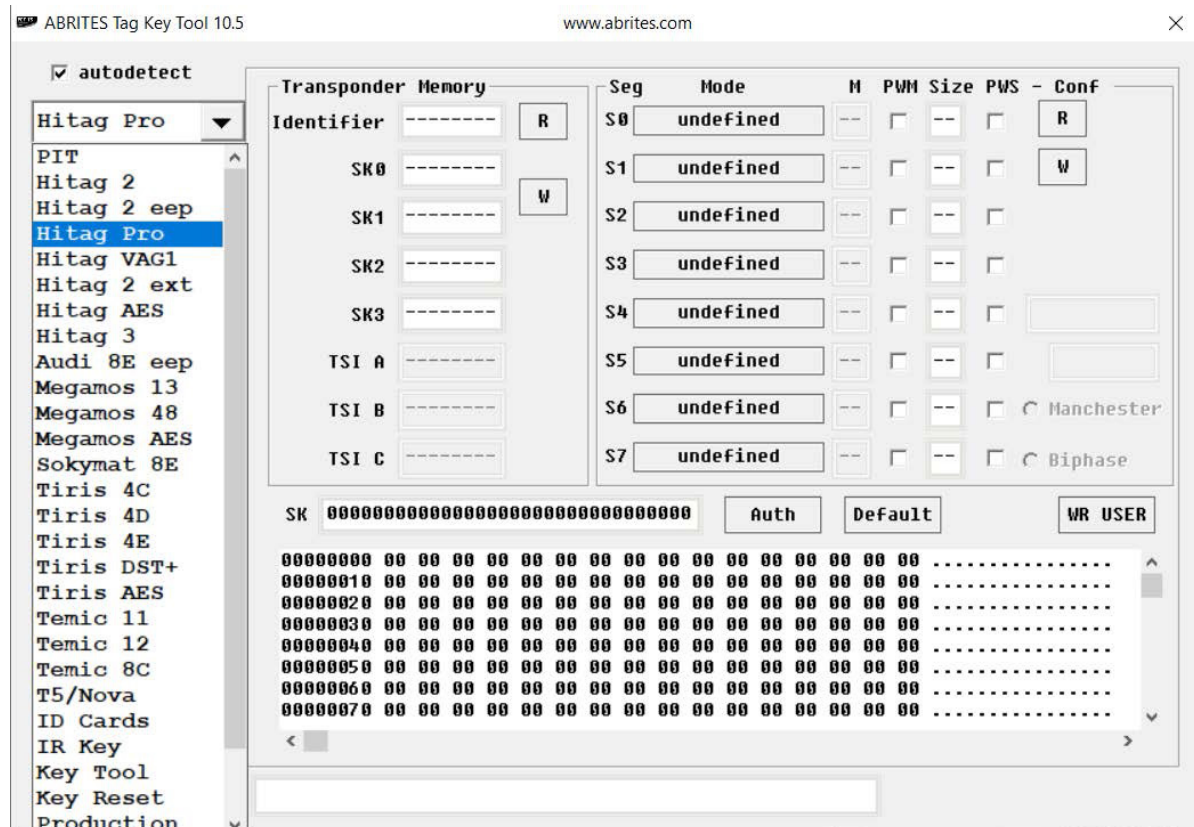 ABRITES Tag Key Tool 10.5
www.abrites.com
autodetect
Hitag Pro
PIT
Hitag 2
Hitag 2 eep
Hitag Pro
Hitag VAG1
Hitag 2 ext
Hitag AES
Hitag 3
Audi 8E eep
Megamos 13
Megamos 48
Megamos AES
Sokymat 8E
Tiris 4C
Tiris 4D
Tiris 4E
Tiris DST+
Tiris AES
Temic 11
Temic 12
Temic 8C
T5/Nova
ID Cards
IR Key
Key Tool
Key Reset
Production
Transponder Memory
Identifier -------- R
SK0 --------
W
SK1 --------
SK2 --------
SK3 --------
TSI A --------
TSI B --------
TSI C --------
Seg Mode M PWM Size PWS - Conf
S0 undefined -- -- R
S1 undefined -- -- W
S2 undefined -- --
S3 undefined -- --
S4 undefined -- --
S5 undefined -- --
S6 undefined -- -- Manchester
S7 undefined -- -- Biphase
SK 00000000000000000000000000000000 Auth Default WR USER
00000000 00 00 00 00 00 00 00 00 00 00 00 00 00 00 00 00 ................
00000010 00 00 00 00 00 00 00 00 00 00 00 00 00 00 00 00 ................
00000020 00 00 00 00 00 00 00 00 00 00 00 00 00 00 00 00 ................
00000030 00 00 00 00 00 00 00 00 00 00 00 00 00 00 00 00 ................
00000040 00 00 00 00 00 00 00 00 00 00 00 00 00 00 00 00 ................
00000050 00 00 00 00 00 00 00 00 00 00 00 00 00 00 00 00 ................
00000060 00 00 00 00 00 00 00 00 00 00 00 00 00 00 00 00 ................
00000070 00 00 00 00 00 00 00 00 00 00 00 00 00 00 00 00 ................